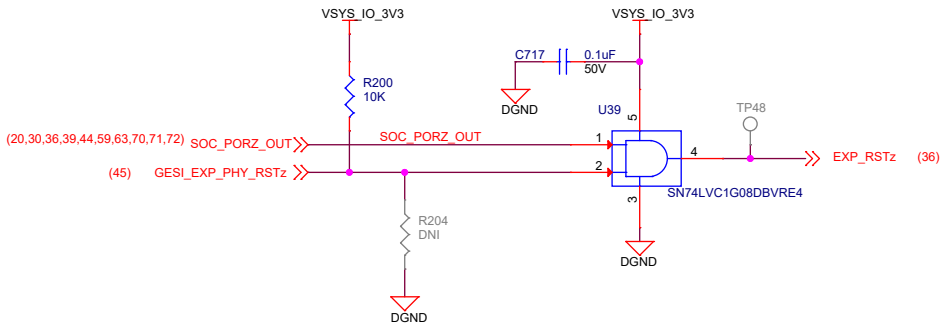 VSYS_IO_3V3
VSYS_IO_3V3
C717
0.1uF
50V
R200
10K
DGND
U39
TP48
5
(20,30,36,39,44,59,63,70,71,72)
SOC_PORZ_OUT
SOC_PORZ_OUT
1
4
EXP_RSTz
(36)
(45)
GESI_EXP_PHY_RSTz
2
SN74LVC1G08DBVRE4
3
R204
DNI
DGND
DGND